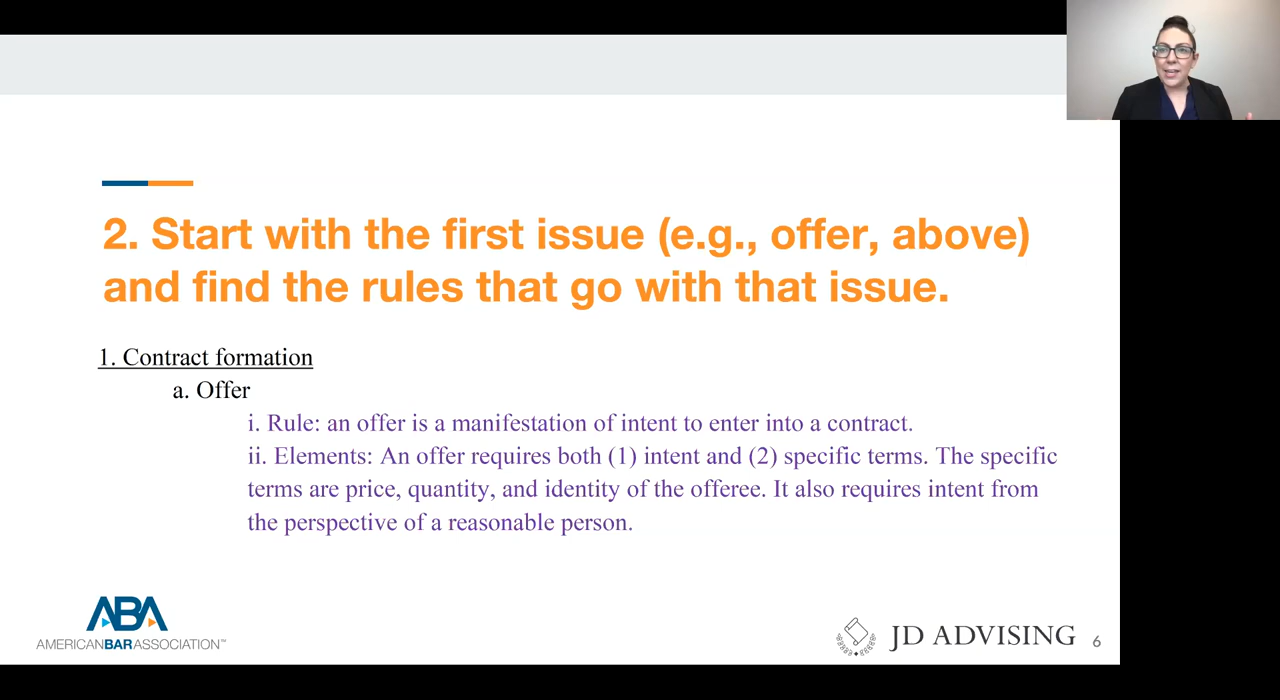 2. Start with the first issue (e.g., offer, above)
and find the rules that go with that issue.
1. Contract formation
a. Offer
i. Rule: an offer is a manifestation of intent to enter into a contract.
ii. Elements: An offer requires both (1) intent and (2) specific terms. The specific
terms are price, quantity, and identity of the offeree. It also requires intent from
the perspective of a reasonable person.
ABA
AMERICANBARASSOCIATION™
JD ADVISING
6